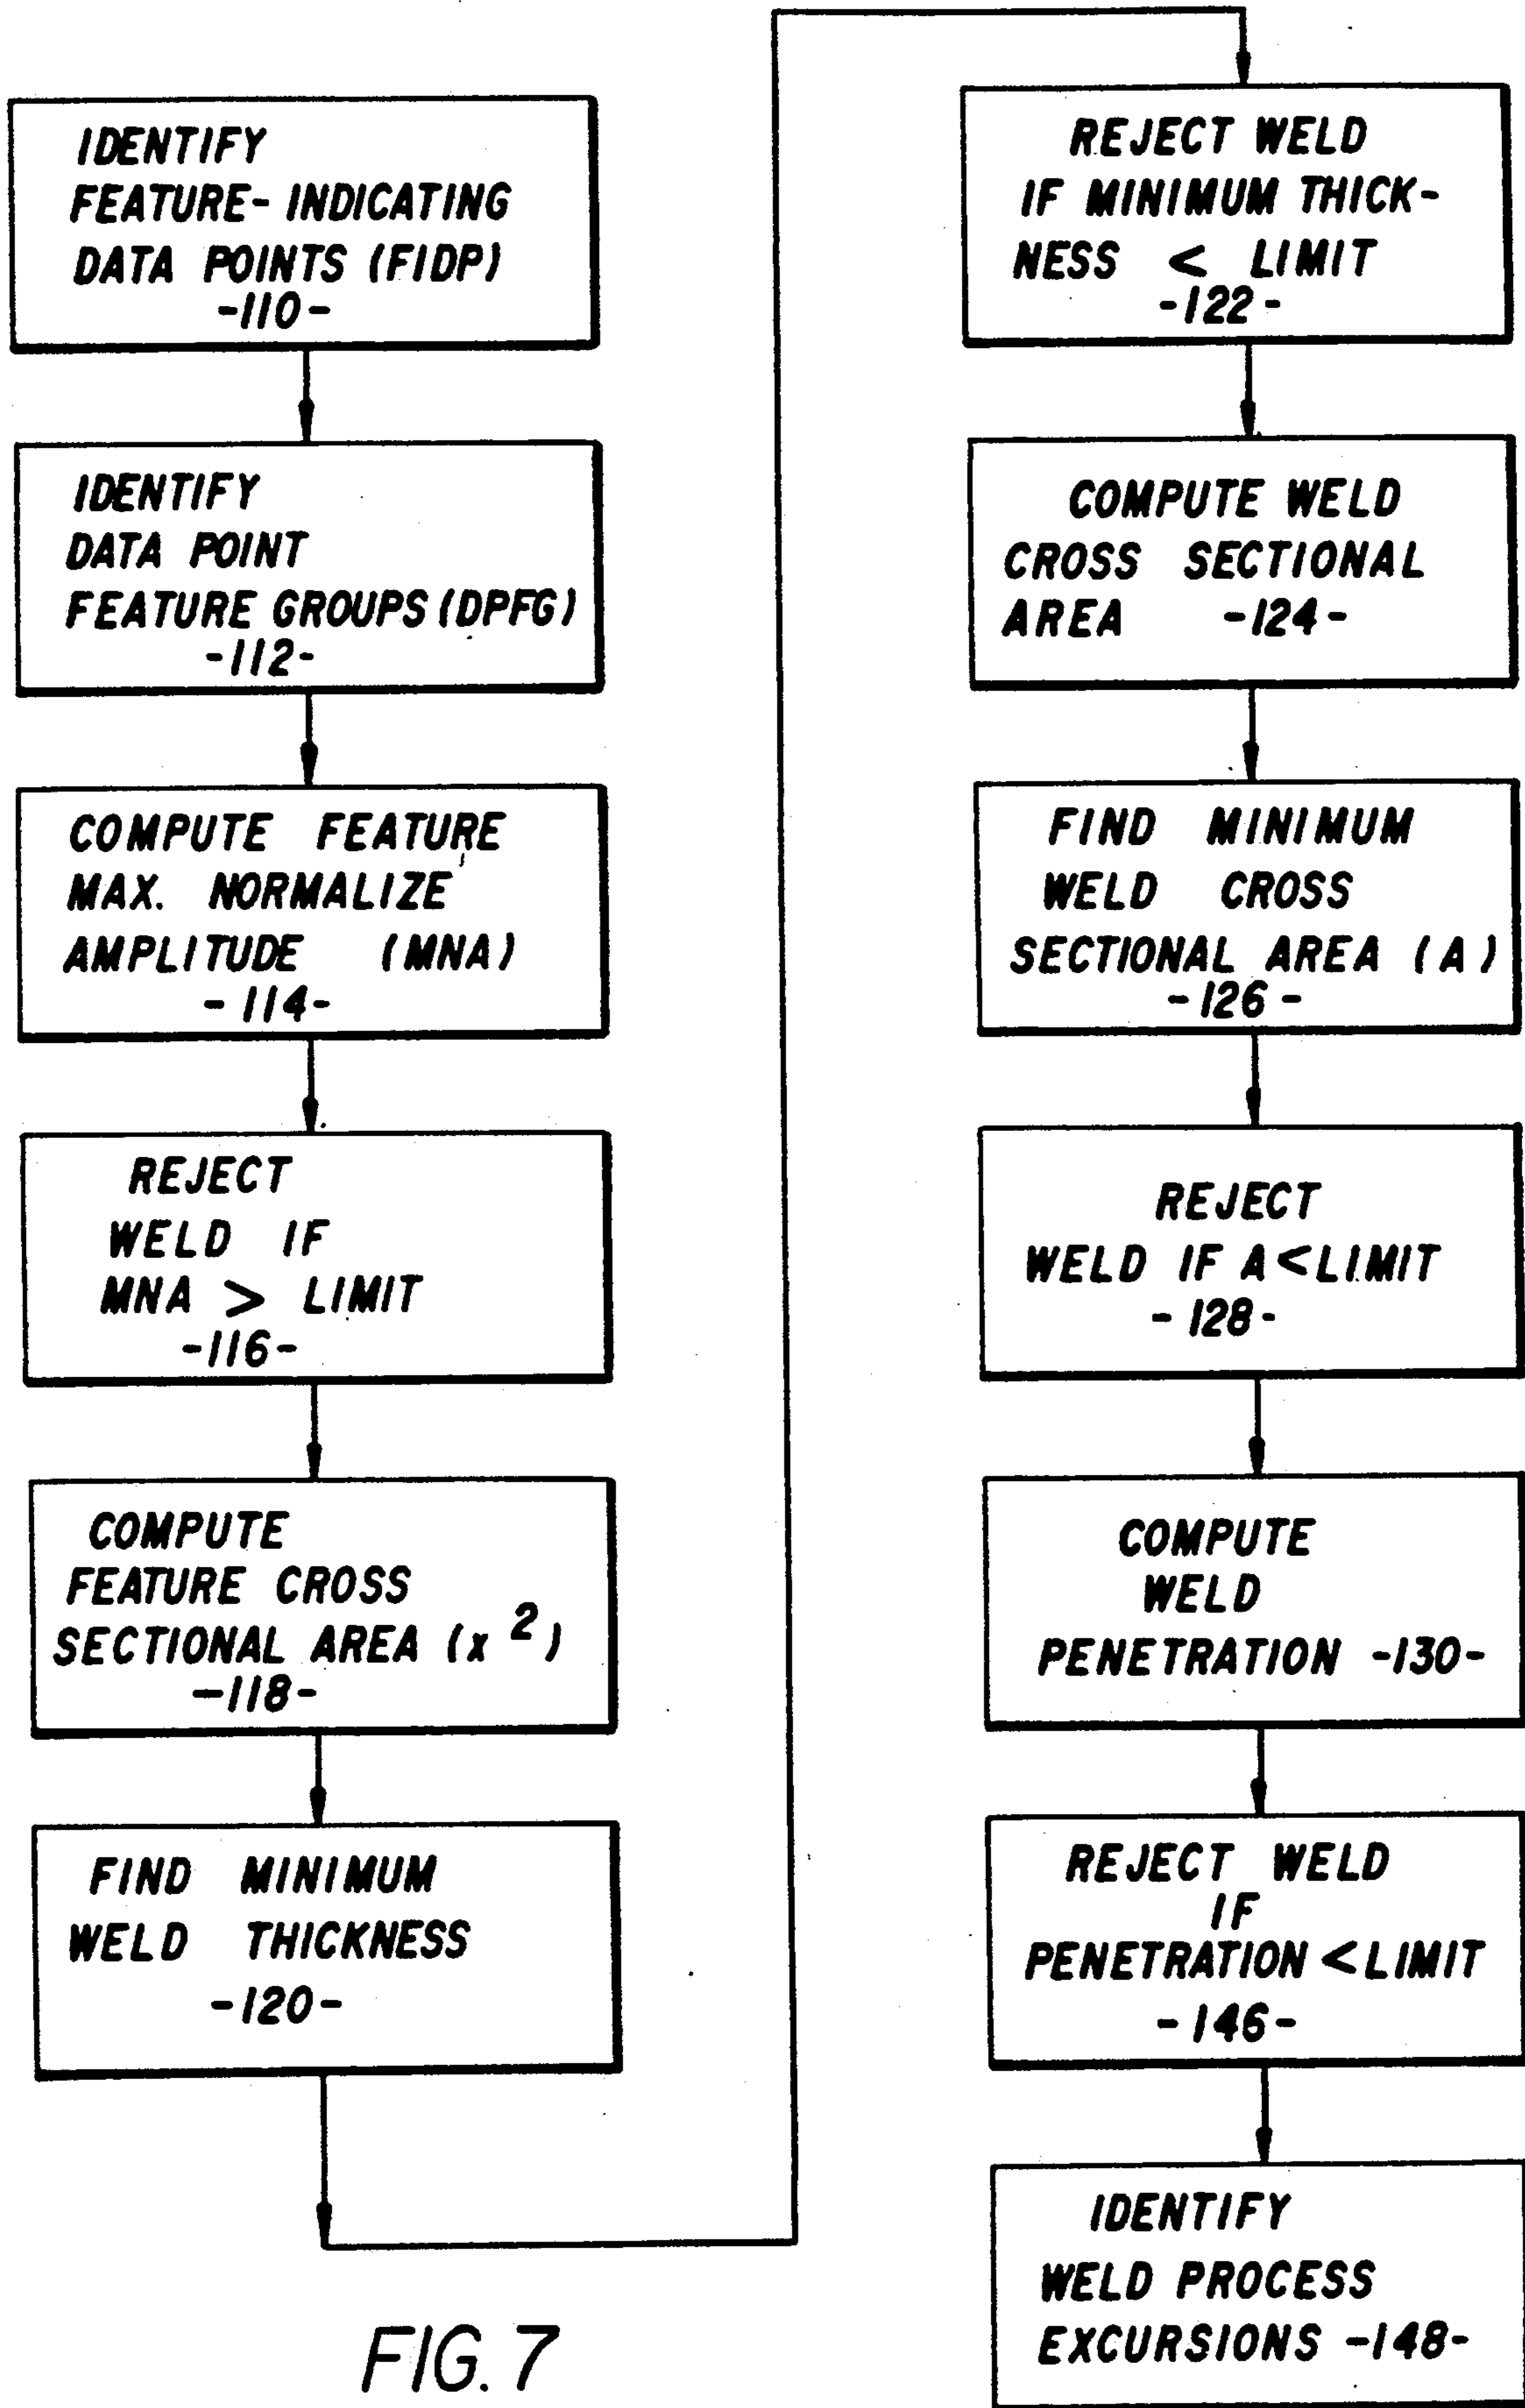 IDENTIFY
FEATURE- INDICATING
DATA POINTS (FIDP)
-110-
IDENTIFY
DATA POINT
FEATURE GROUPS (DPFG)
-112-
COMPUTE FEATURE
MAX. NORMALIZE
AMPLITUDE (MNA)
-114-
REJECT
WELD IF
MNA > LIMIT
-116-
COMPUTE
FEATURE CROSS
SECTIONAL AREA (x²)
-118-
FIND MINIMUM
WELD THICKNESS
-120-
REJECT WELD
IF MINIMUM THICK-
NESS < LIMIT
-122-
COMPUTE WELD
CROSS SECTIONAL
AREA -124-
FIND MINIMUM
WELD CROSS
SECTIONAL AREA (A)
-126-
REJECT
WELD IF A<LIMIT
-128-
COMPUTE
WELD
PENETRATION -130-
REJECT WELD
IF
PENETRATION <LIMIT
-146-
IDENTIFY
WELD PROCESS
EXCURSIONS -148-
FIG. 7